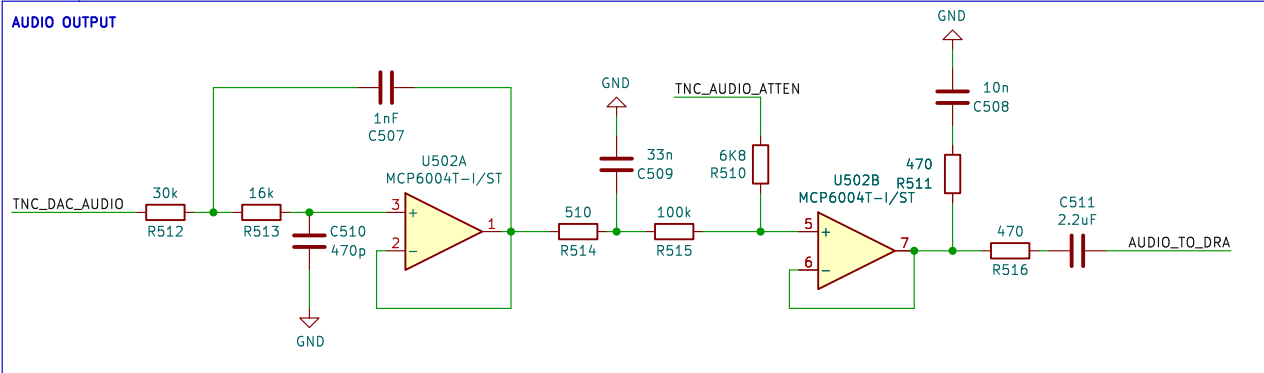 AUDIO OUTPUT
GND
TNC_AUDIO_ATTEN
GND
10n
C508
1nF
C507
33n
C509
6K8
R510
470
R511
U502A
MCP6004T-I/ST
U502B
MCP6004T-I/ST
TNC_DAC_AUDIO
30k
R512
16k
R513
C510
470p
GND
3
+
2
−
1
510
R514
100k
R515
5
+
6
−
7
470
R516
C511
2.2uF
AUDIO_TO_DRA